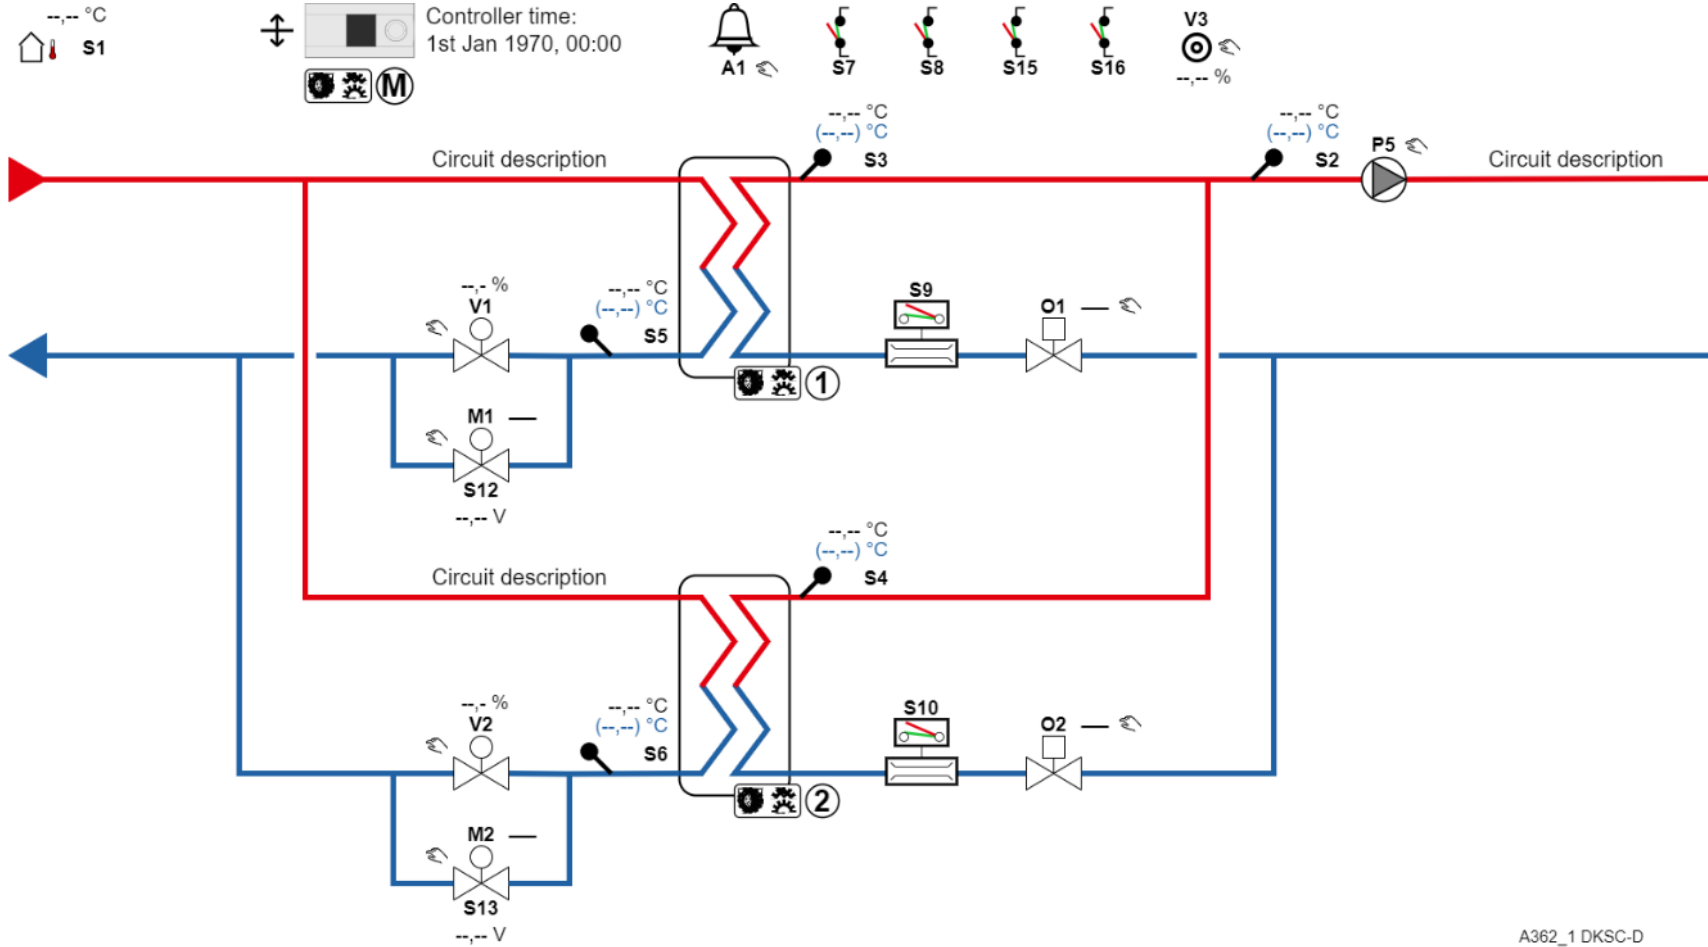 --,-- °C
S1
Controller time:
1st Jan 1970, 00:00
M
A1
S7
S8
S15
S16
V3
--,-- %
--,-- °C
(--,--) °C
S3
--,-- °C
(--,--) °C
S2
P5
Circuit description
Circuit description
--,- %
V1
--,-- °C
(--,--) °C
S5
S9
O1
1
M1
S12
--,-- V
--,-- °C
(--,--) °C
S4
Circuit description
--,- %
V2
--,-- °C
(--,--) °C
S6
S10
O2
2
M2
S13
--,-- V
A362_1 DKSC-D